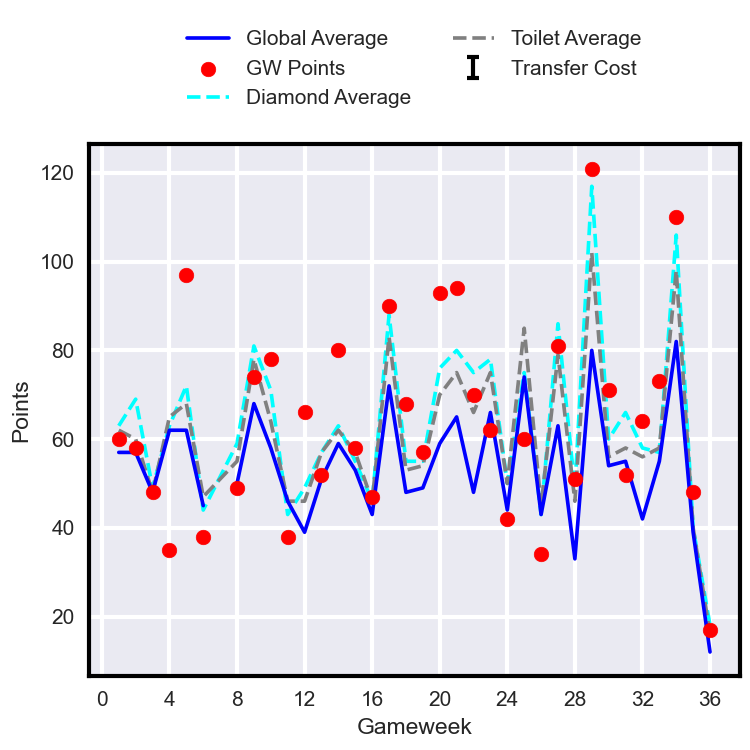 Global Average
GW Points
Diamond Average
Toilet Average
Transfer Cost
120
100
80
60
40
20
Points
0 4 8 12 16 20 24 28 32 36
Gameweek